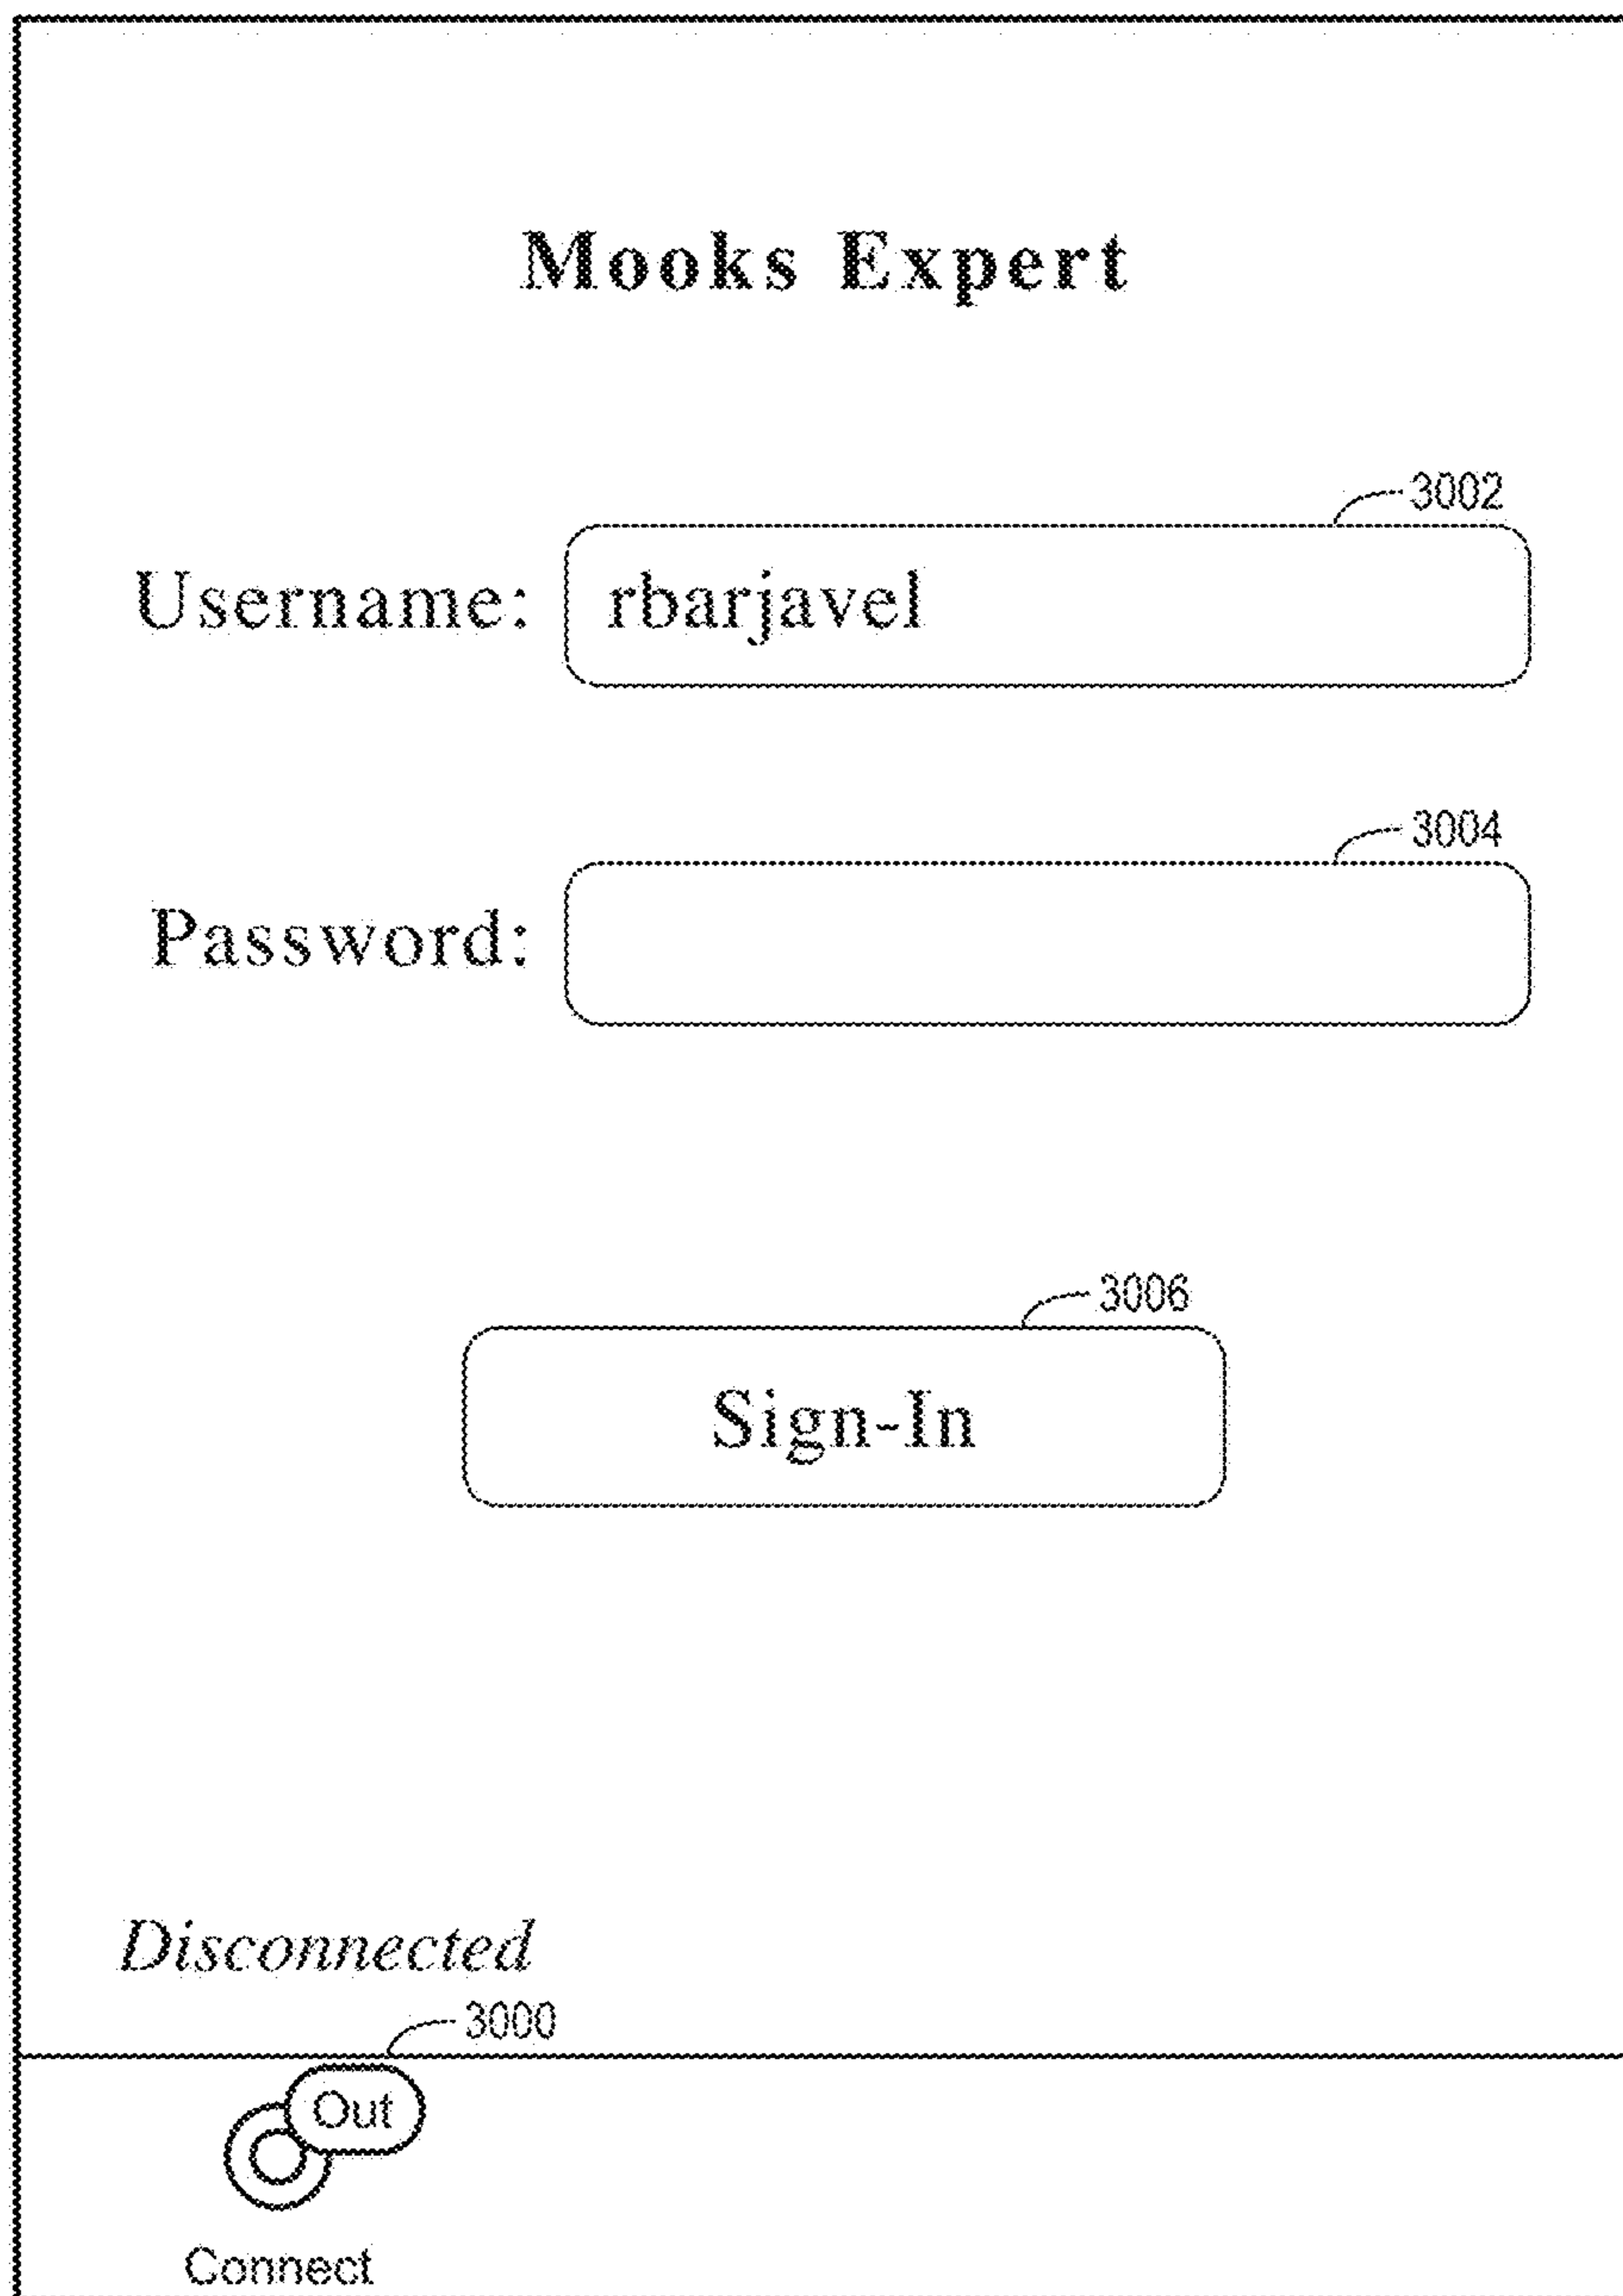 Mooks Expert
3002
Username: rbarjavel
3004
Password:
3006
Sign-In
Disconnected
3000
Out
Connect